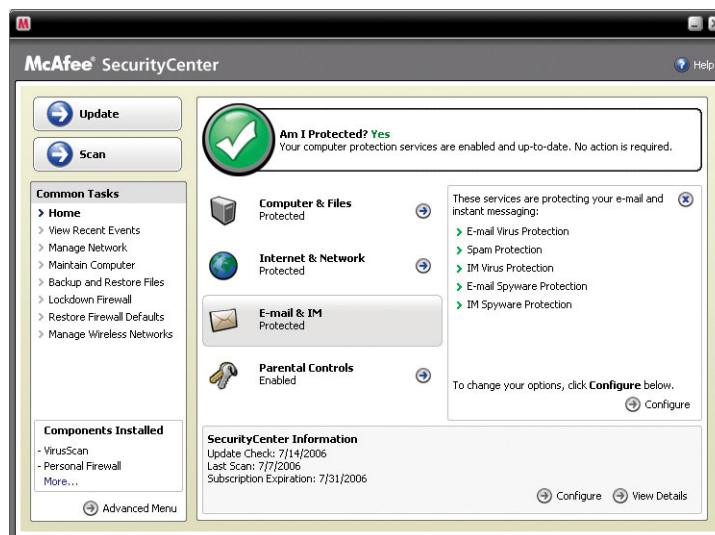 McAfee® SecurityCenter
Help
Update
Scan
Common Tasks
Home
View Recent Events
Manage Network
Maintain Computer
Backup and Restore Files
Lockdown Firewall
Restore Firewall Defaults
Manage Wireless Networks
Components Installed
- VirusScan
- Personal Firewall
More...
Advanced Menu
Am I Protected? Yes
Your computer protection services are enabled and up-to-date. No action is required.
Computer & Files
Protected
Internet & Network
Protected
E-mail & IM
Protected
Parental Controls
Enabled
These services are protecting your e-mail and
instant messaging:
E-mail Virus Protection
Spam Protection
IM Virus Protection
E-mail Spyware Protection
IM Spyware Protection
To change your options, click Configure below.
Configure
SecurityCenter Information
Update Check: 7/14/2006
Last Scan: 7/7/2006
Subscription Expiration: 7/31/2006
Configure
View Details